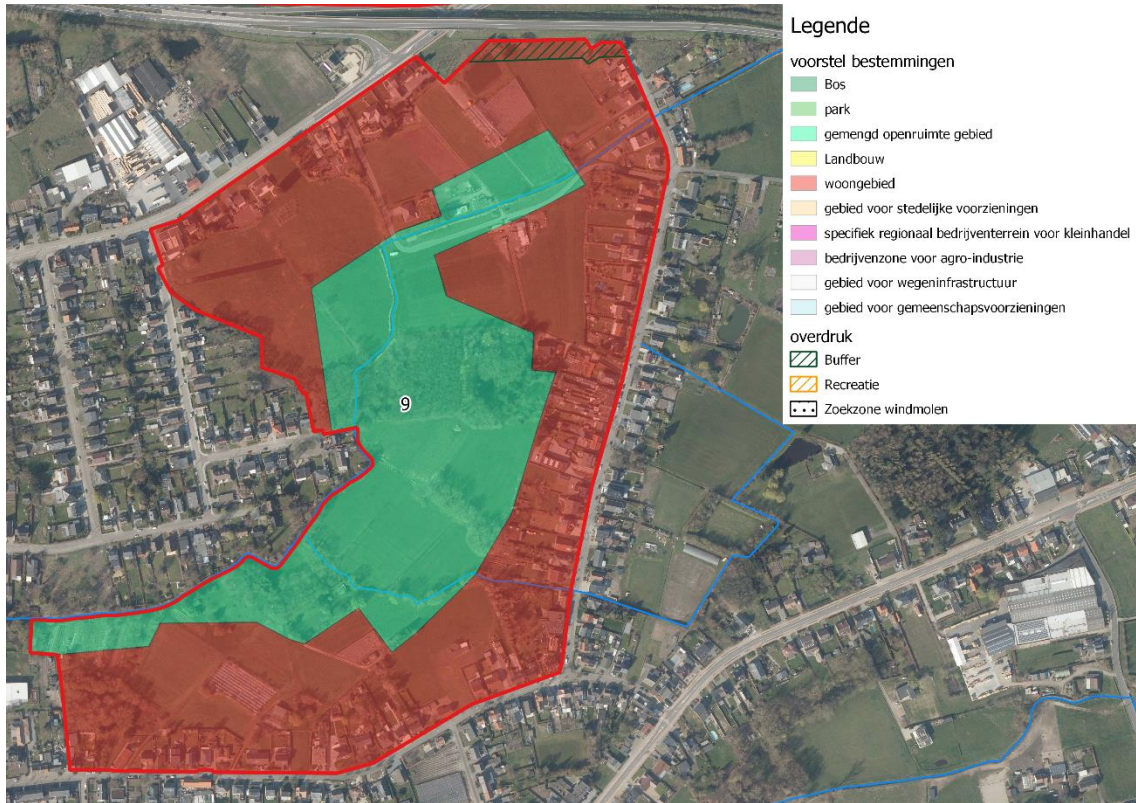 Legende
voorstel bestemmingen
Bos
park
gemengd openruimte gebied
Landbouw
woongebied
gebied voor stedelijke voorzieningen
specifiek regionaal bedrijventerrein voor kleinhandel
bedrijvenzone voor agro-industrie
gebied voor wegeninfrastructuur
gebied voor gemeenschapsvoorzieningen
overdruk
Buffer
Recreatie
Zoekzone windmolen
9